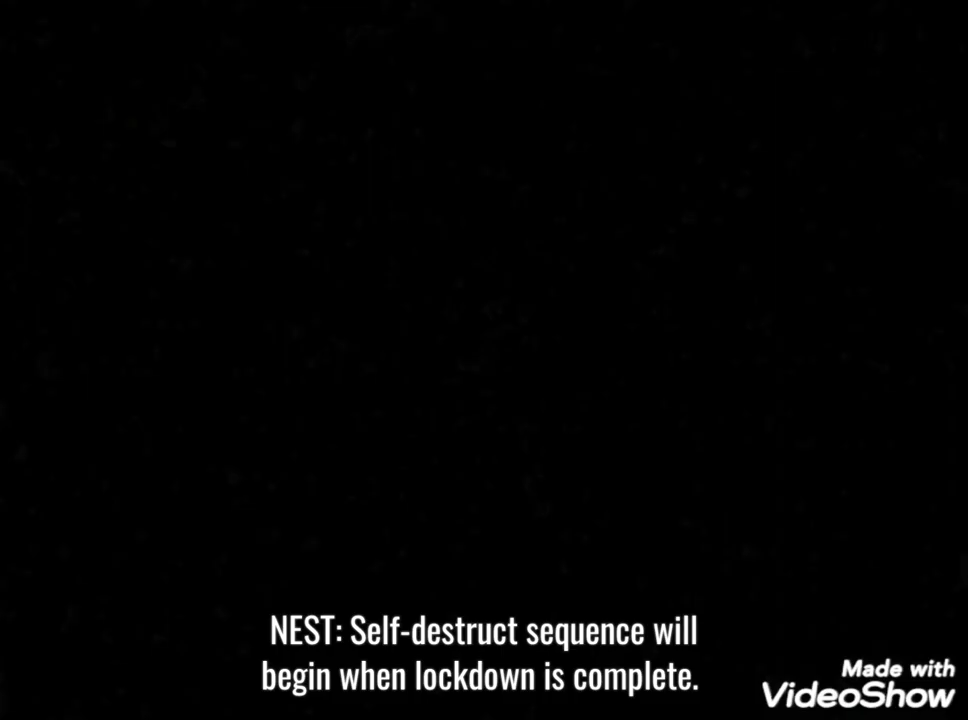 NEST: Self-destruct sequence will
begin when lockdown is complete.
Made with
VideoShow